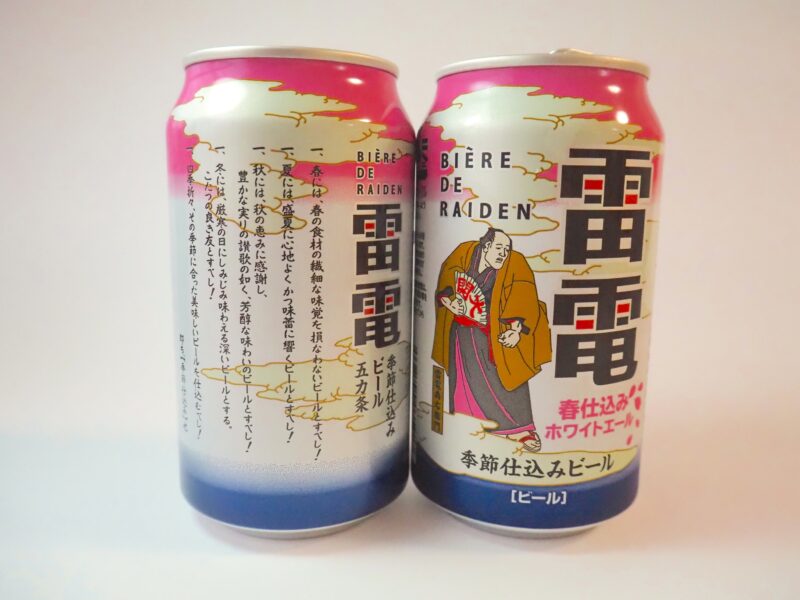 BIÈRE
DE
RAIDEN
雷電
季節仕込み
ビール
五カ条
一、春には、春の食材の繊細な味覚を損なわないビールとすべし!
一、夏には、盛夏に心地よくかつ味蕾に響くビールとすべし!
一、秋には、秋の恵みに感謝し、
豊かな実りの讃歌の如く、芳醇な味わいのビールとすべし!
一、冬には、厳寒の日にしみじみ味わえる深いビールとする。
こたつの良き友とすべし!
一、四季折々、その季節に合った美味しいビールを仕込むべし!
BIÈRE
DE
RAIDEN
雷電
春仕込み
ホワイトエール
季節仕込みビール
[ビール]